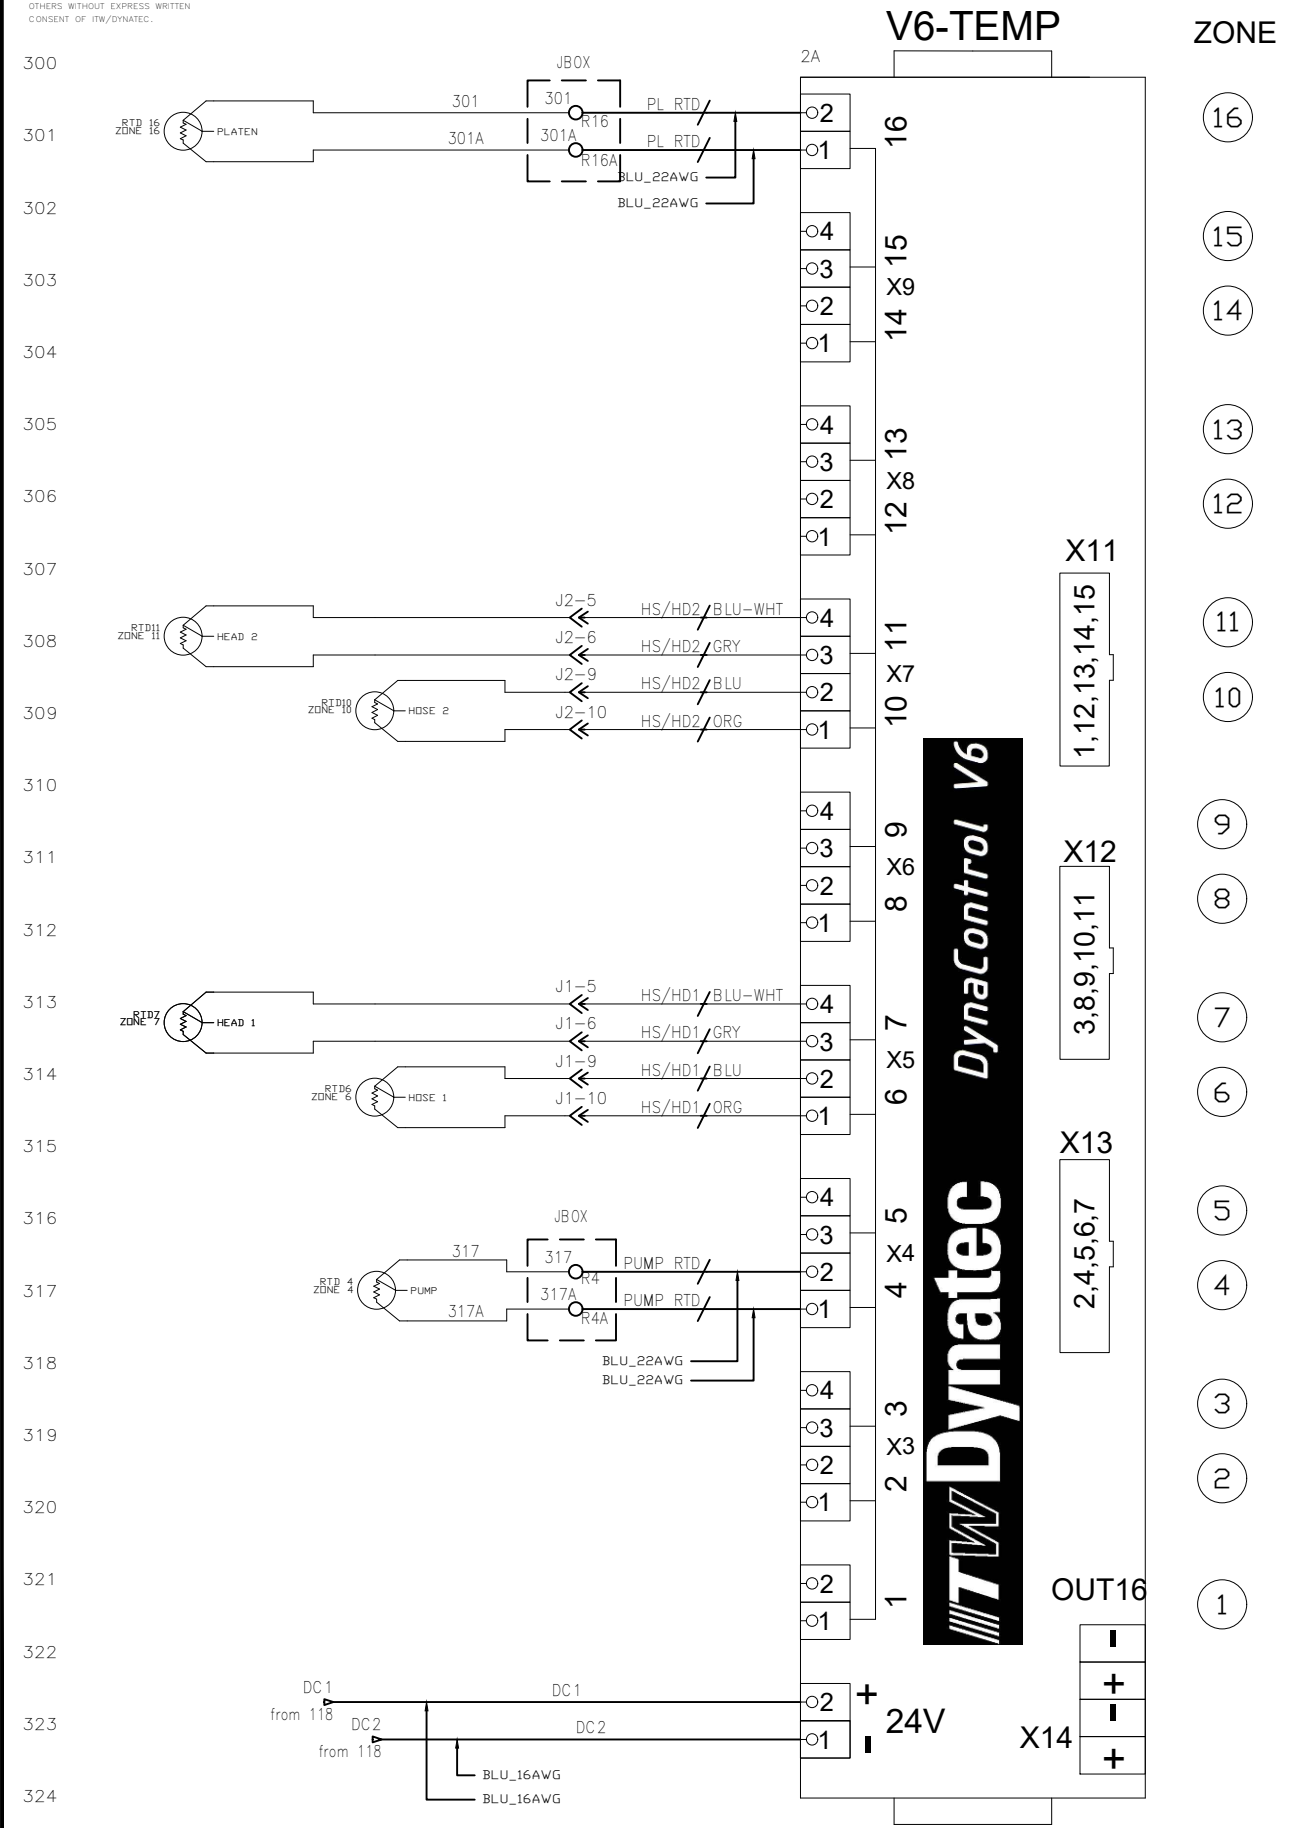 OTHERS WITHOUT EXPRESS WRITTEN
CONSENT OF ITW/DYNATEC.
V6-TEMP
ZONE
300
JBOX
2A
RTD 16
ZONE 16
PLATEN
301
301
R16
PL RTD
2
16
16
301
301A
301A
R16A
PL RTD
1
BLU_22AWG
BLU_22AWG
302
4
15
15
303
3
X9
2
14
14
304
1
305
4
13
13
3
X8
306
2
12
12
1
307
X11
1,12,13,14,15
J2-5
HS/HD2
BLU-WHT
4
11
11
RTD11
ZONE 11
HEAD 2
308
J2-6
HS/HD2
GRY
3
X7
J2-9
HS/HD2
BLU
2
10
10
RTD10
ZONE 10
HOSE 2
309
J2-10
HS/HD2
ORG
1
310
4
9
9
311
3
X6
X12
3,8,9,10,11
2
8
8
312
1
DynaControl V6
313
J1-5
HS/HD1
BLU-WHT
4
7
7
RTD7
ZONE 7
HEAD 1
J1-6
HS/HD1
GRY
3
X5
314
J1-9
HS/HD1
BLU
2
6
6
RTD6
ZONE 6
HOSE 1
J1-10
HS/HD1
ORG
1
315
X13
2,4,5,6,7
4
5
5
316
JBOX
3
X4
317
317
R4
PUMP RTD
2
4
4
RTD 4
ZONE 4
PUMP
317
317A
317A
R4A
PUMP RTD
1
318
BLU_22AWG
BLU_22AWG
4
3
3
319
3
X3
2
2
2
320
1
ITW Dynatec
321
2
1
1
1
OUT16
322
-
+
-
+
X14
DC1
from 118
DC1
2
+
24V
323
DC2
from 118
DC2
1
-
BLU_16AWG
324
BLU_16AWG